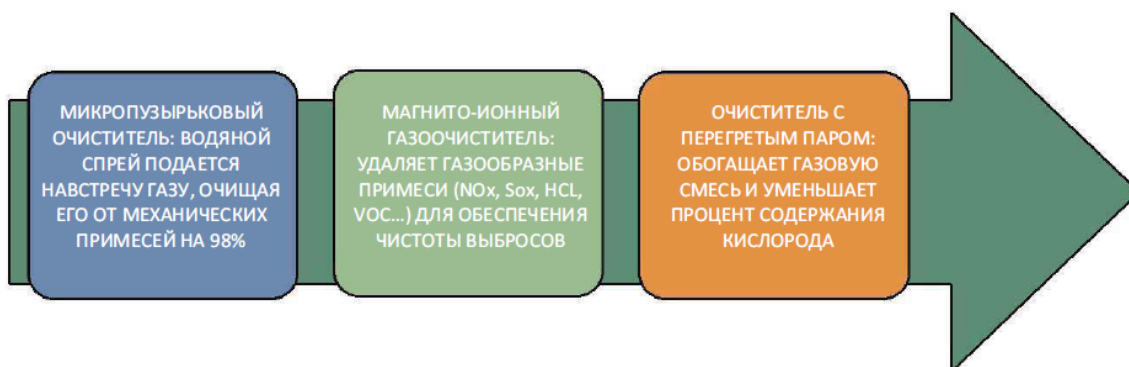 МИКРОПУЗЫРЬКОВЫЙ
ОЧИСТИТЕЛЬ: ВОДЯНОЙ
СПРЕЙ ПОДАЕТСЯ
НАВСТРЕЧУ ГАЗУ, ОЧИЩАЯ
ЕГО ОТ МЕХАНИЧЕСКИХ
ПРИМЕСЕЙ НА 98%
МАГНИТО-ИОННЫЙ
ГАЗООЧИСТИТЕЛЬ:
УДАЛЯЕТ ГАЗООБРАЗНЫЕ
ПРИМЕСИ (NOx, Sox, HCL,
VOC...) ДЛЯ ОБЕСПЕЧЕНИЯ
ЧИСТОТЫ ВЫБРОСОВ
ОЧИСТИТЕЛЬ С
ПЕРЕГРЕТЫМ ПАРОМ:
ОБОГАЩАЕТ ГАЗОВУЮ
СМЕСЬ И УМЕНЬШАЕТ
ПРОЦЕНТ СОДЕРЖАНИЯ
КИСЛОРОДА